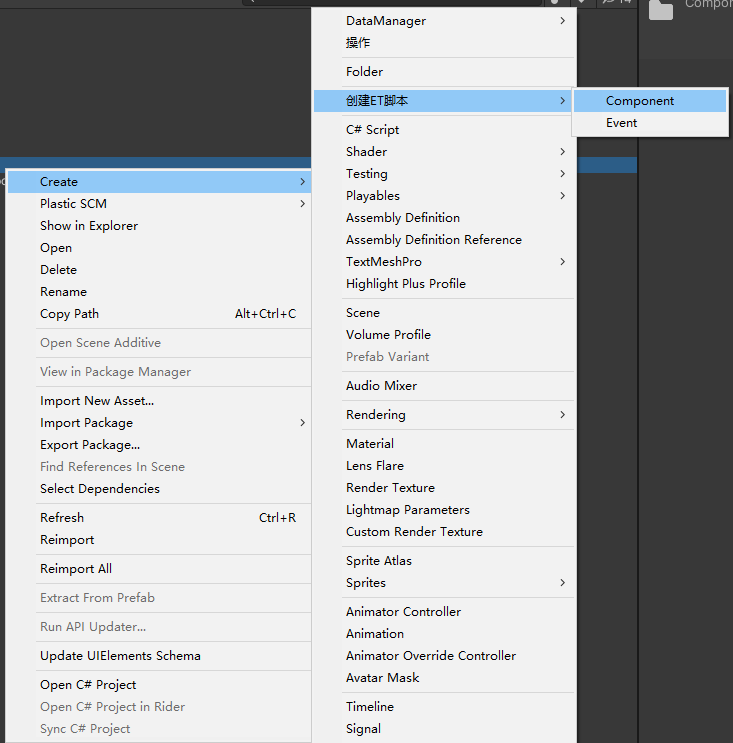 Compon
DataManager
操作
Folder
创建ET脚本
Component
Event
C# Script
Shader
Testing
Playables
Assembly Definition
Assembly Definition Reference
TextMeshPro
Highlight Plus Profile
Scene
Volume Profile
Prefab Variant
Audio Mixer
Rendering
Material
Lens Flare
Render Texture
Lightmap Parameters
Custom Render Texture
Sprite Atlas
Sprites
Animator Controller
Animation
Animator Override Controller
Avatar Mask
Timeline
Signal
Create
Plastic SCM
Show in Explorer
Open
Delete
Rename
Copy Path Alt+Ctrl+C
Open Scene Additive
View in Package Manager
Import New Asset...
Import Package
Export Package...
Find References In Scene
Select Dependencies
Refresh Ctrl+R
Reimport
Reimport All
Extract From Prefab
Run API Updater...
Update UIElements Schema
Open C# Project
Open C# Project in Rider
Sync C# Project